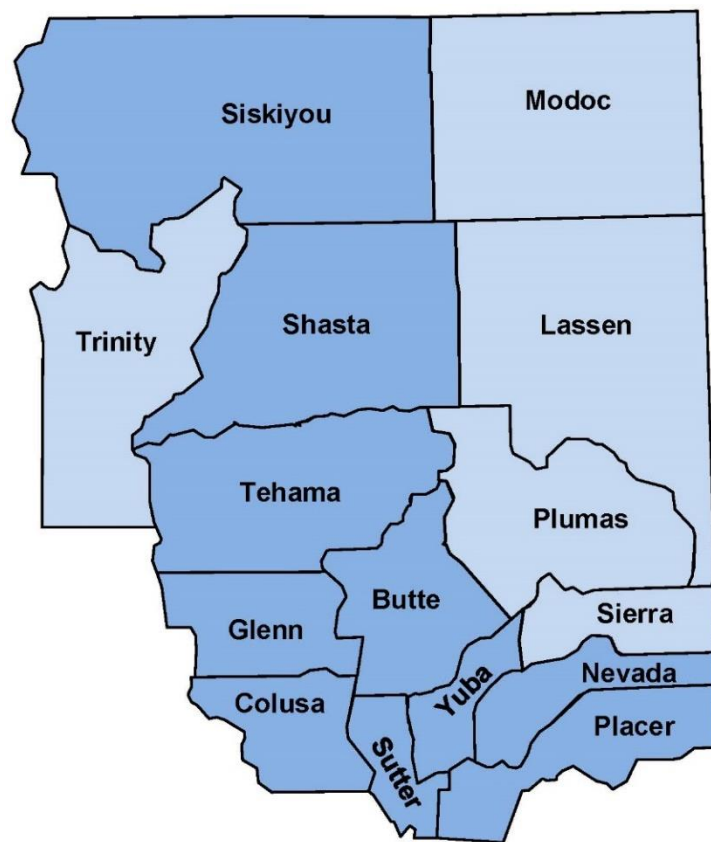 Siskiyou
Modoc
Trinity
Shasta
Lassen
Tehama
Plumas
Butte
Glenn
Sierra
Nevada
Colusa
Yuba
Placer
Sutter